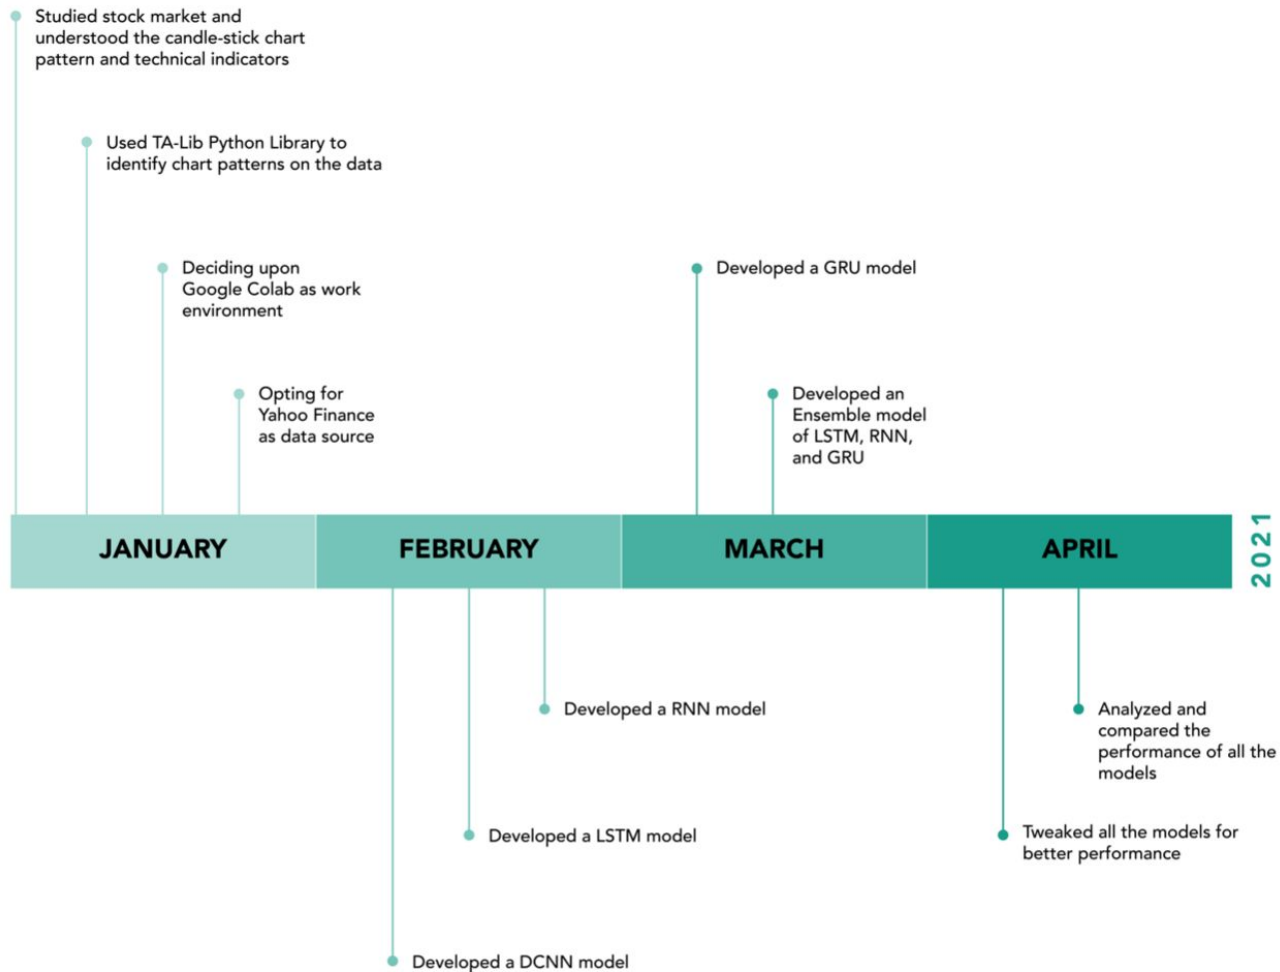 Studied stock market and
understood the candle-stick chart
pattern and technical indicators
Used TA-Lib Python Library to
identify chart patterns on the data
Deciding upon
Google Colab as work
environment
Opting for
Yahoo Finance
as data source
Developed a GRU model
Developed an
Ensemble model
of LSTM, RNN,
and GRU
JANUARY
FEBRUARY
MARCH
APRIL
2021
Developed a RNN model
Analyzed and
compared the
performance of all the
models
Developed a LSTM model
Tweaked all the models for
better performance
Developed a DCNN model